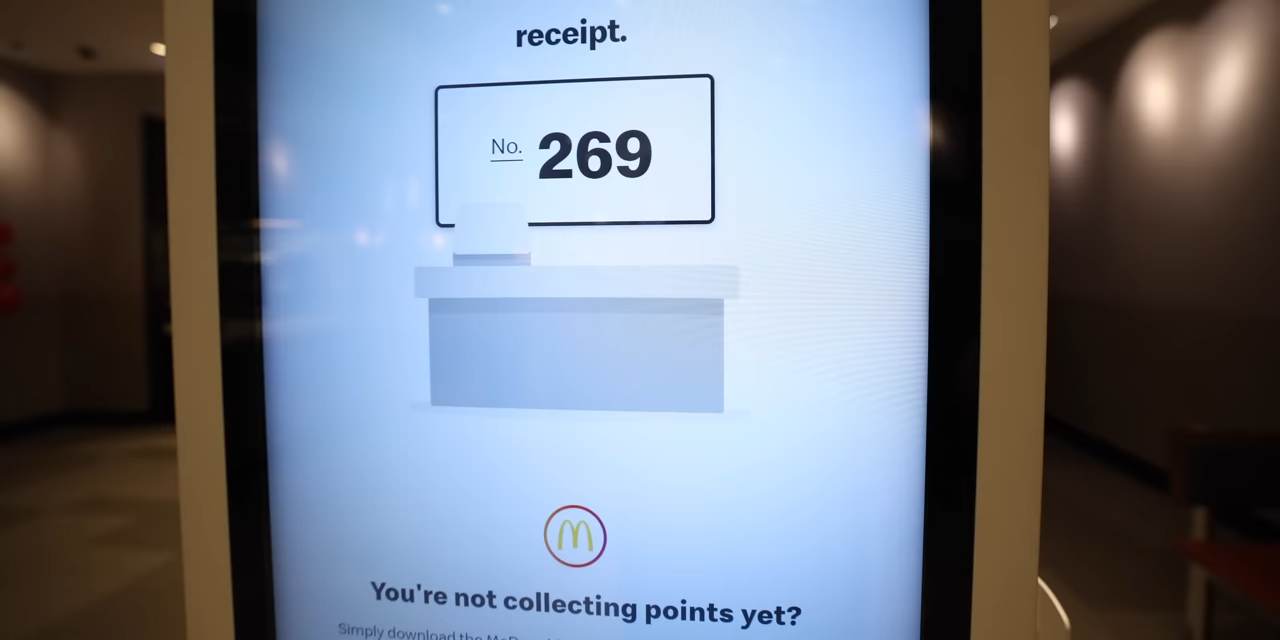 receipt.
No. 269
You're not collecting points yet?
Simply download the